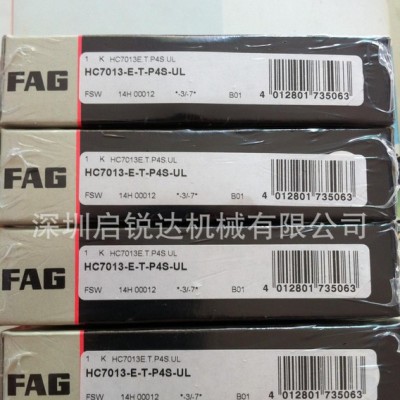 1 K HC7013E.T.P4S.UL
FAG
HC7013-E-T-P4S-UL
FSW 14H 00012 *-3/-7* B01 4 012801 735063
1 K HC7013E.T.P4S.UL
FAG
HC7013-E-T-P4S-UL
FSW 14H 00012 *-3/-7* B01 4 012801 735063
深圳启锐达机械有限公司
1 K HC7013E.T.P4S.UL
FAG
HC7013-E-T-P4S-UL
FSW 14H 00012 *-3/-7* B01 4 012801 735063
1 K HC7013E.T.P4S.UL
FAG
HC7013-E-T-P4S-UL
FSW 14H 00012 *-3/-7* B01 4 012801 735063